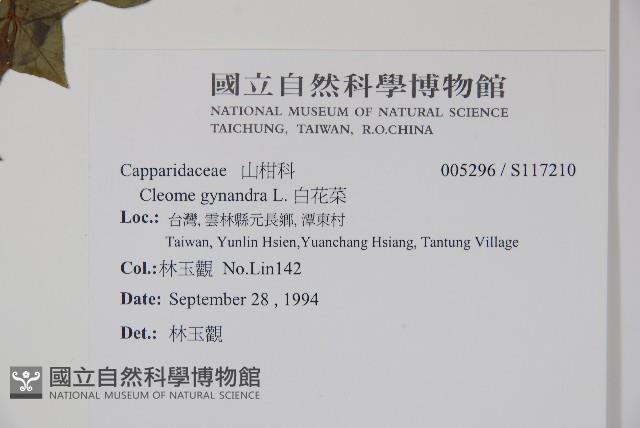 國立自然科學博物館
NATIONAL MUSEUM OF NATURAL SCIENCE
TAICHUNG, TAIWAN, R.O.CHINA
Capparidaceae 山柑科 005296 / S117210
Cleome gynandra L. 白花菜
Loc.: 台灣, 雲林縣元長鄉, 潭東村
Taiwan, Yunlin Hsien,Yuanchang Hsiang, Tantung Village
Col.:林玉觀 No.Lin142
Date: September 28 , 1994
Det.: 林玉觀
國立自然科學博物館
NATIONAL MUSEUM OF NATURAL SCIENCE